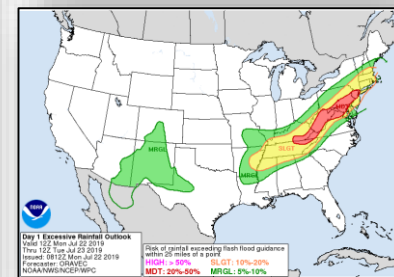 MRGL
MDT
SLGT
MRGL
NOAA
Day 1 Excessive Rainfall Outlook
Valid 12Z Mon Jul 22 2019
Thru 12Z Tue Jul 23 2019
Issued: 0812Z Mon Jul 22 2019
Forecaster: ORAVEC
NOAA/NWS/NCEP/WPC
Risk of rainfall exceeding flash flood guidance
within 25 miles of a point
HIGH: > 50% SLGT: 10%-20%
MDT: 20%-50% MRGL: 5%-10%